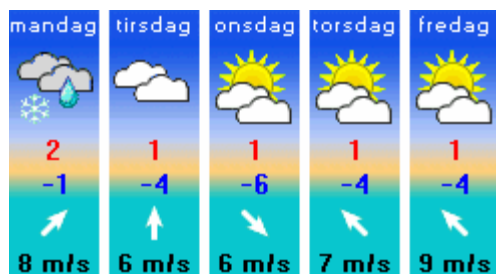 mandag tirsdag onsdag torsdag fredag
2 1 1 1 1
-1 -4 -6 -4 -4
8 m/s 6 m/s 6 m/s 7 m/s 9 m/s